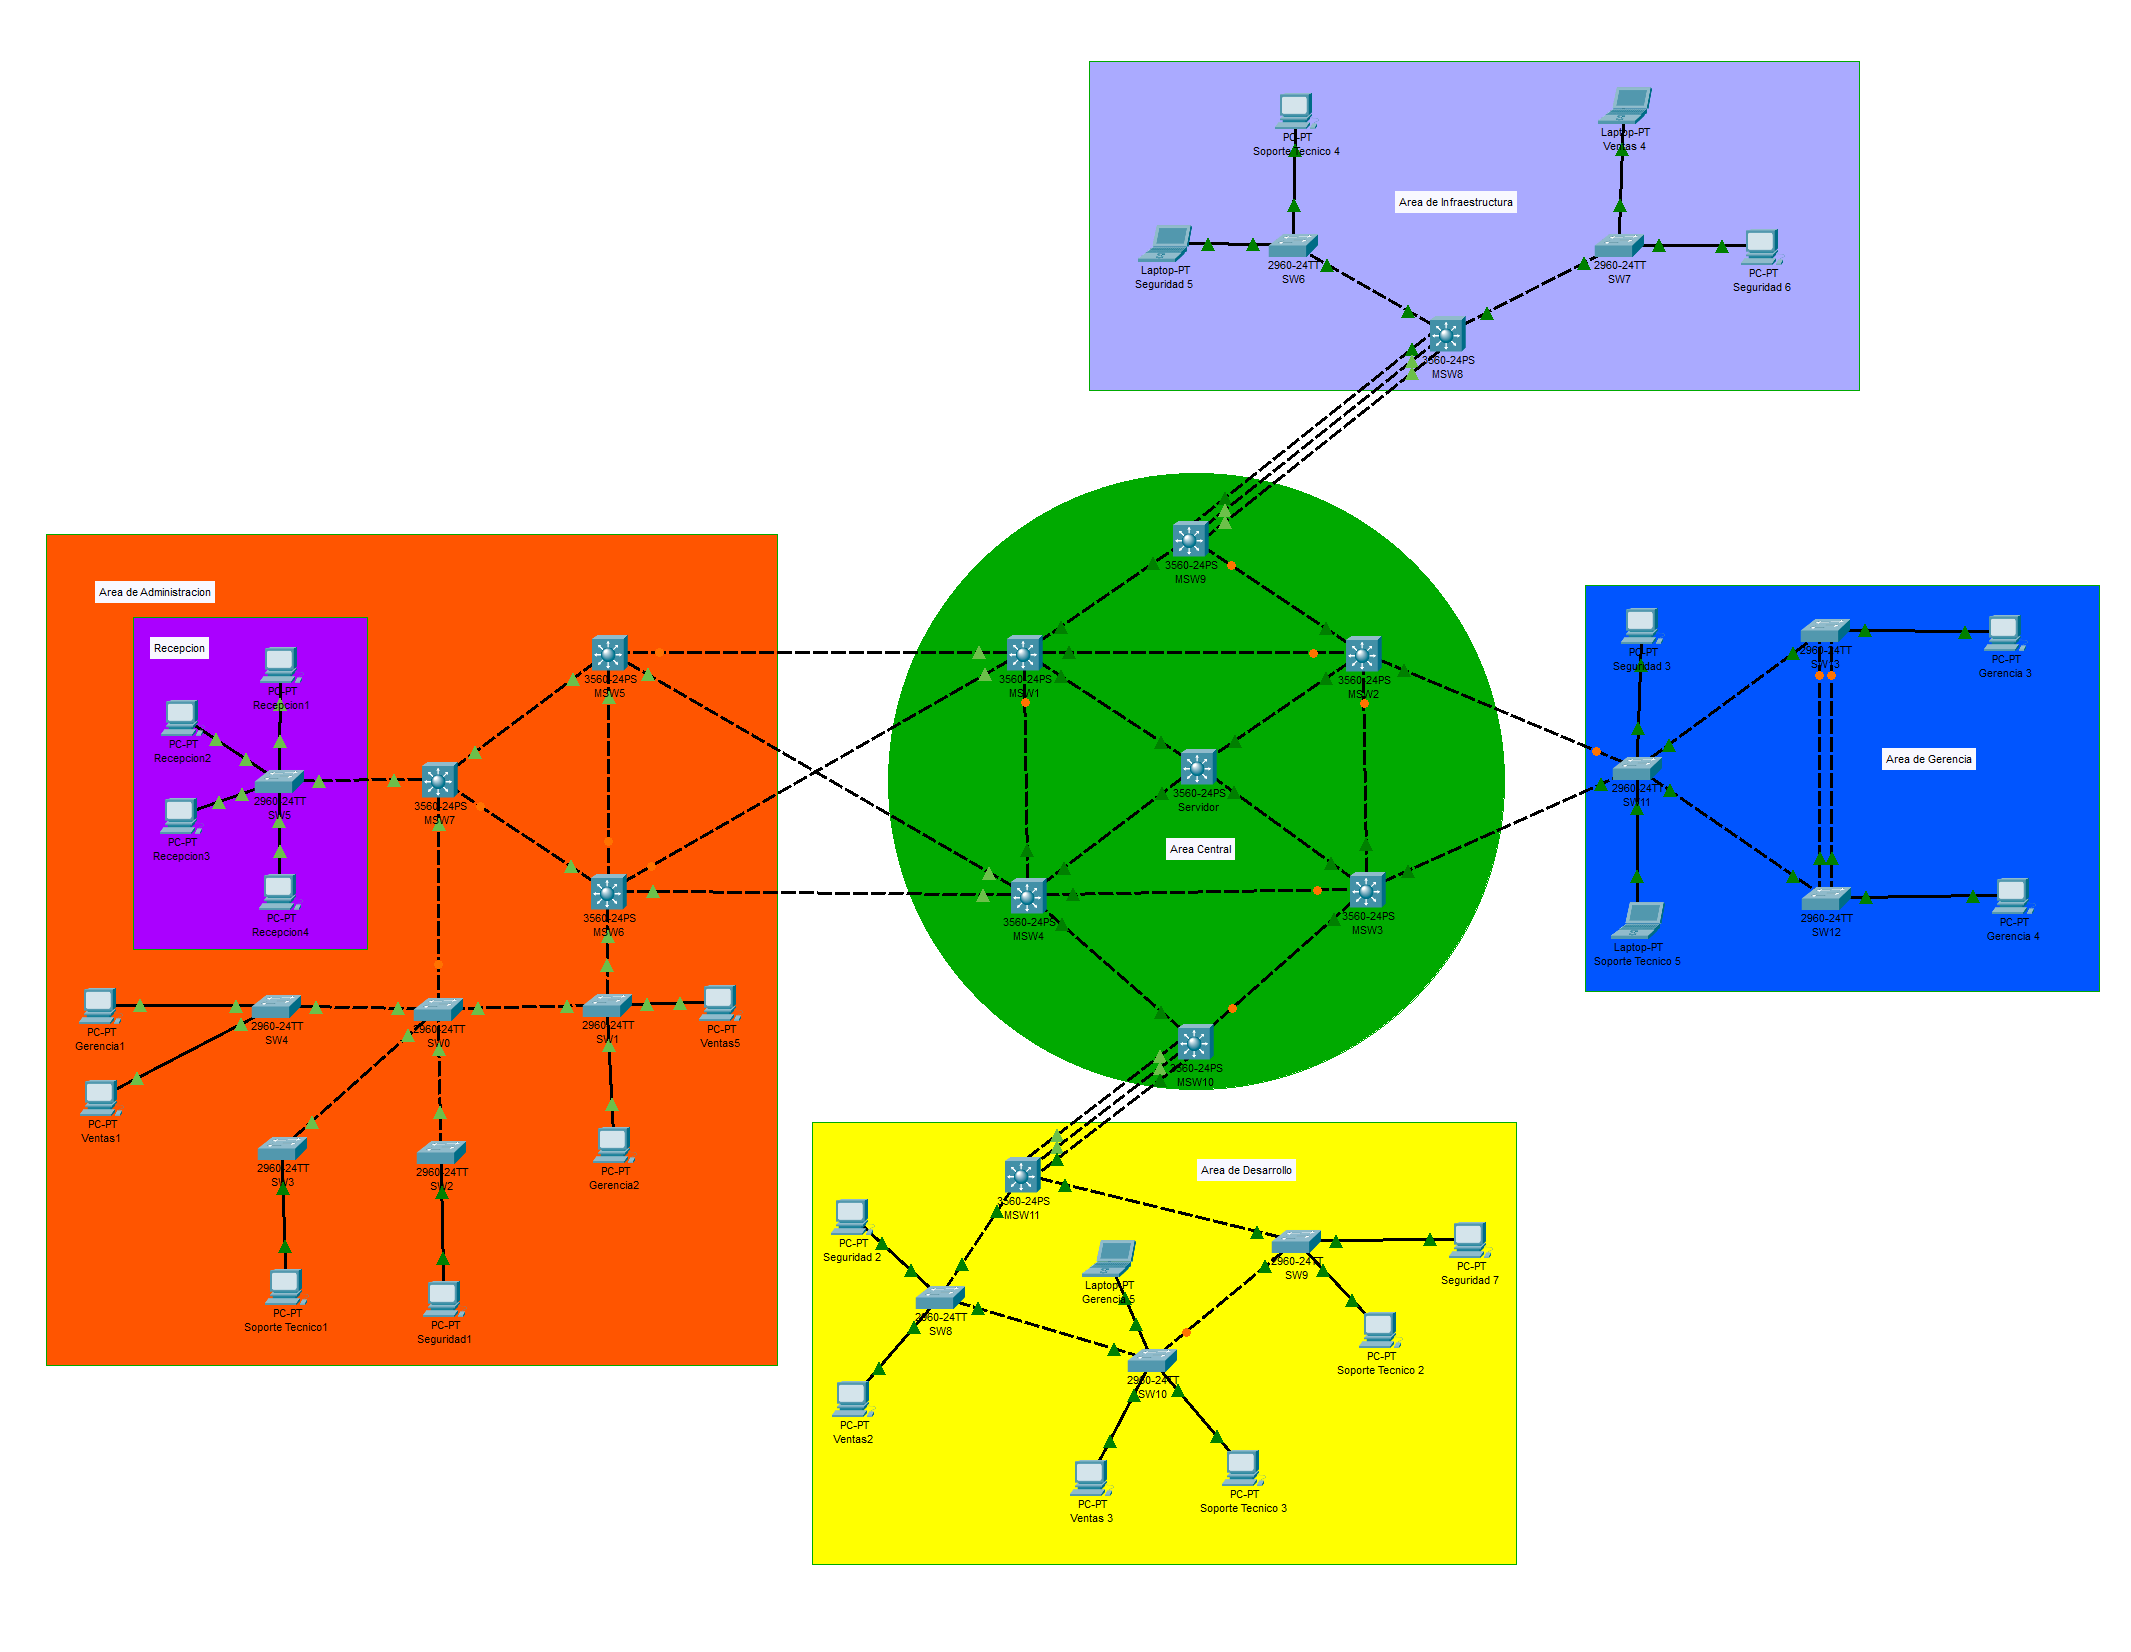 PC-PT
Soporte Tecnico 4
Laptop-PT
Ventas 4
Area de Infraestructura
Laptop-PT
Seguridad 5
2960-24TT
SW6
2960-24TT
SW7
PC-PT
Seguridad 6
3560-24PS
MSW8
Area de Administracion
Recepcion
PC-PT
Recepcion1
PC-PT
Recepcion2
2960-24TT
SW5
PC-PT
Recepcion3
PC-PT
Recepcion4
3560-24PS
MSW5
3560-24PS
MSW7
3560-24PS
MSW6
PC-PT
Gerencia1
2960-24TT
SW4
2960-24TT
SW0
2960-24TT
SW1
PC-PT
Ventas5
PC-PT
Ventas1
2960-24TT
SW3
2960-24TT
SW2
PC-PT
Gerencia2
PC-PT
Soporte Tecnico1
PC-PT
Seguridad1
3560-24PS
MSW9
3560-24PS
MSW1
3560-24PS
MSW2
3560-24PS
Servidor
Area Central
3560-24PS
MSW4
3560-24PS
MSW3
3560-24PS
MSW10
PC-PT
Seguridad 3
2960-24TT
SW13
PC-PT
Gerencia 3
Area de Gerencia
2960-24TT
SW11
Laptop-PT
Soporte Tecnico 5
2960-24TT
SW12
PC-PT
Gerencia 4
Area de Desarrollo
3560-24PS
MSW11
PC-PT
Seguridad 2
Laptop-PT
Gerencia 5
2960-24TT
SW9
PC-PT
Seguridad 7
2960-24TT
SW8
2960-24TT
SW10
PC-PT
Soporte Tecnico 2
PC-PT
Ventas2
PC-PT
Ventas 3
PC-PT
Soporte Tecnico 3